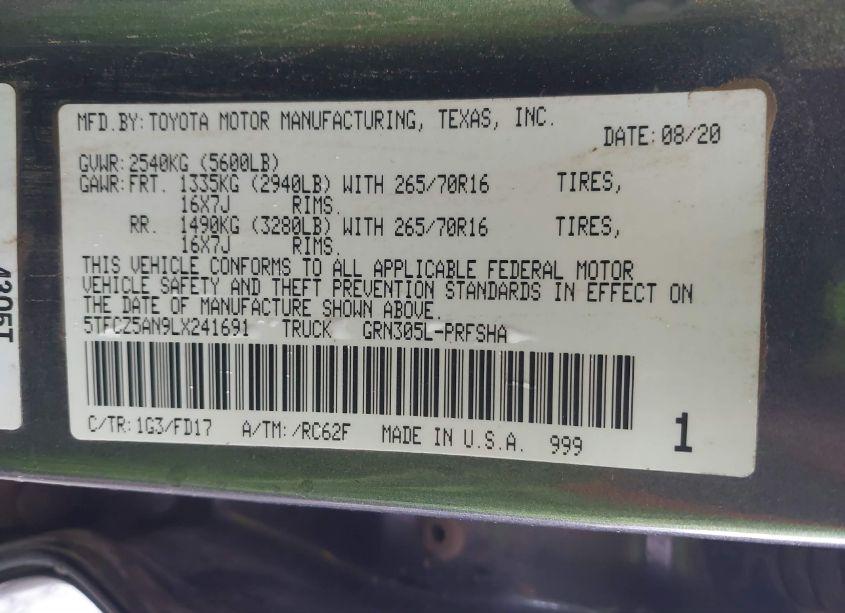 MFD.BY:TOYOTA MOTOR MANUFACTURING, TEXAS, INC.
DATE:08/20
GVWR:2540KG (5600LB)
GAWR:FRT. 1335KG (2940LB) WITH 265/70R16 TIRES,
16X7J RIMS.
RR. 1490KG (3280LB) WITH 265/70R16 TIRES,
16X7J RIMS.
THIS VEHICLE CONFORMS TO ALL APPLICABLE FEDERAL MOTOR
VEHICLE SAFETY AND THEFT PREVENTION STANDARDS IN EFFECT ON
THE DATE OF MANUFACTURE SHOWN ABOVE.
5TFCZ5AN9LX241691 TRUCK GRN305L-PRFSHA
C/TR:1G3/FD17 A/TM:/RC62F MADE IN U.S.A. 999
1